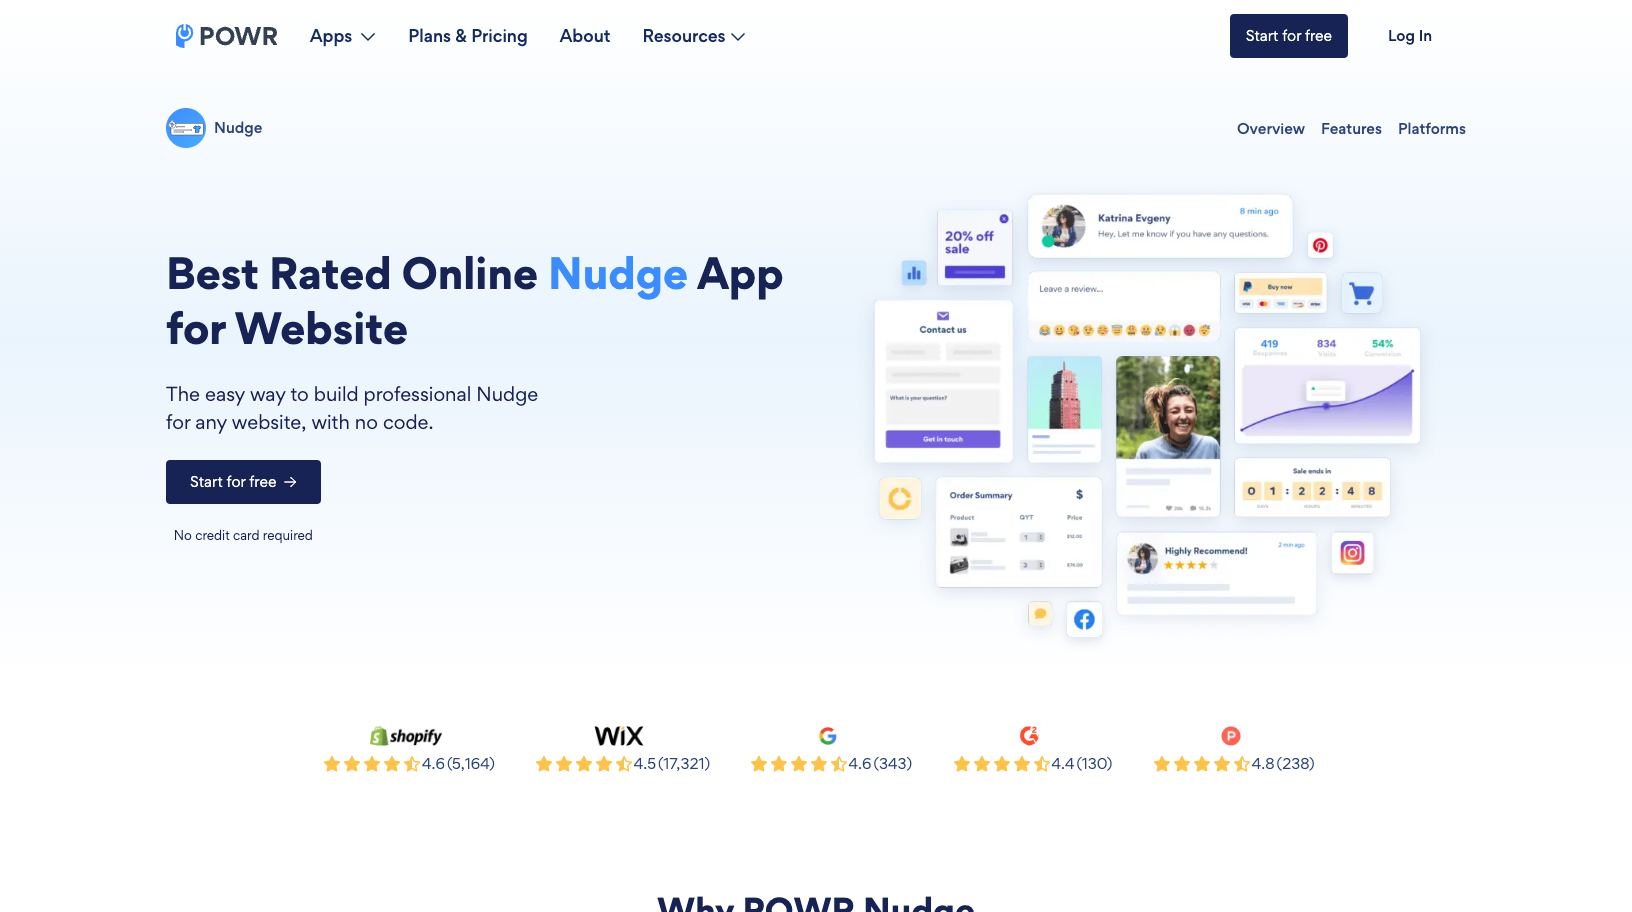 POWR
Apps
Plans & Pricing
About
Resources
Start for free
Log In
Nudge
Overview
Features
Platforms
Best Rated Online Nudge App
for Website
The easy way to build professional Nudge
for any website, with no code.
Start for free →
No credit card required
20% off
sale
Katrina Evgeny
8 min ago
Hey, Let me know if you have any questions.
Leave a review...
Buy now
Contact us
What is your question?
Get in touch
419
834
54%
Responses
Visits
Conversion
Sale ends in
0 1 : 2 2 : 4 8
DAYS
HOURS
MINUTES
Order Summary
$
Product
QYT
Price
1
$12.00
2
Highly Recommend!
2 min ago
shopify
4.6 (5,164)
WiX
4.5 (17,321)
G
4.6 (343)
G2
4.4 (130)
P
4.8 (238)
Why POWR Nudge